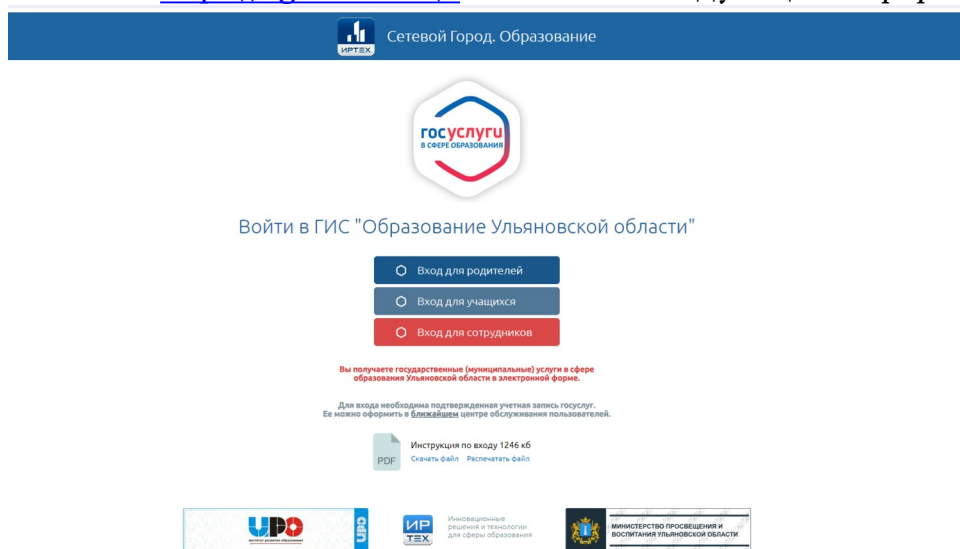 ИРТЕХ
Сетевой Город. Образование
госуслуги
В СФЕРЕ ОБРАЗОВАНИЯ
Войти в ГИС "Образование Ульяновской области"
Вход для родителей
Вход для учащихся
Вход для сотрудников
Вы получаете государственные (муниципальные) услуги в сфере
образования Ульяновской области в электронной форме.
Для входа необходима подтвержденная учетная запись госуслуг.
Ее можно оформить в ближайшем центре обслуживания пользователей.
PDF
Инструкция по входу 1246 кб
Скачать файл Распечатать файл
UРО
UРО
ИР
ТЕХ
Инновационные
решения и технологии
для сферы образования
МИНИСТЕРСТВО ПРОСВЕЩЕНИЯ И
ВОСПИТАНИЯ УЛЬЯНОВСКОЙ ОБЛАСТИ